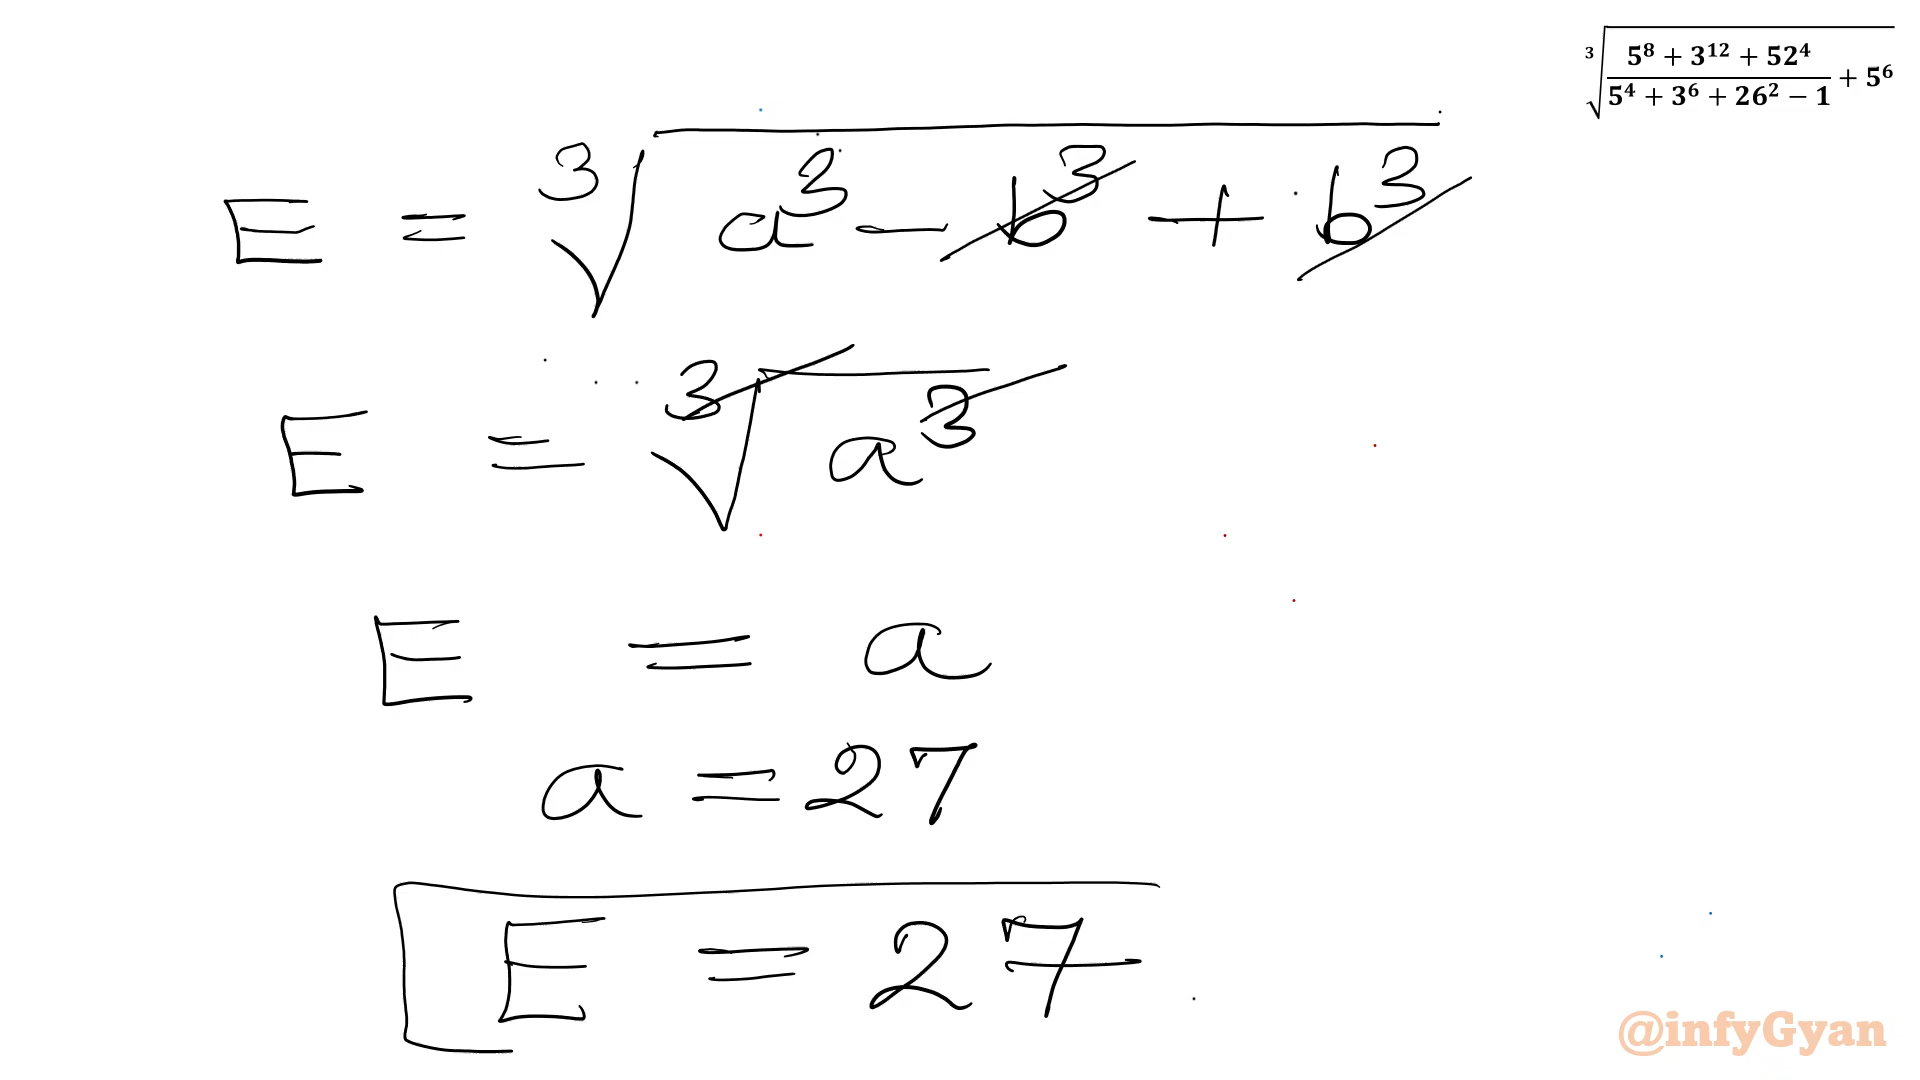 ∛((5⁸ + 3¹² + 52⁴)/(5⁴ + 3⁶ + 26² − 1) + 5⁶)
E = ∛(a³ − b³ + b³)
E = ∛(a³)
E = a
a = 27
E = 27
@infyGyan